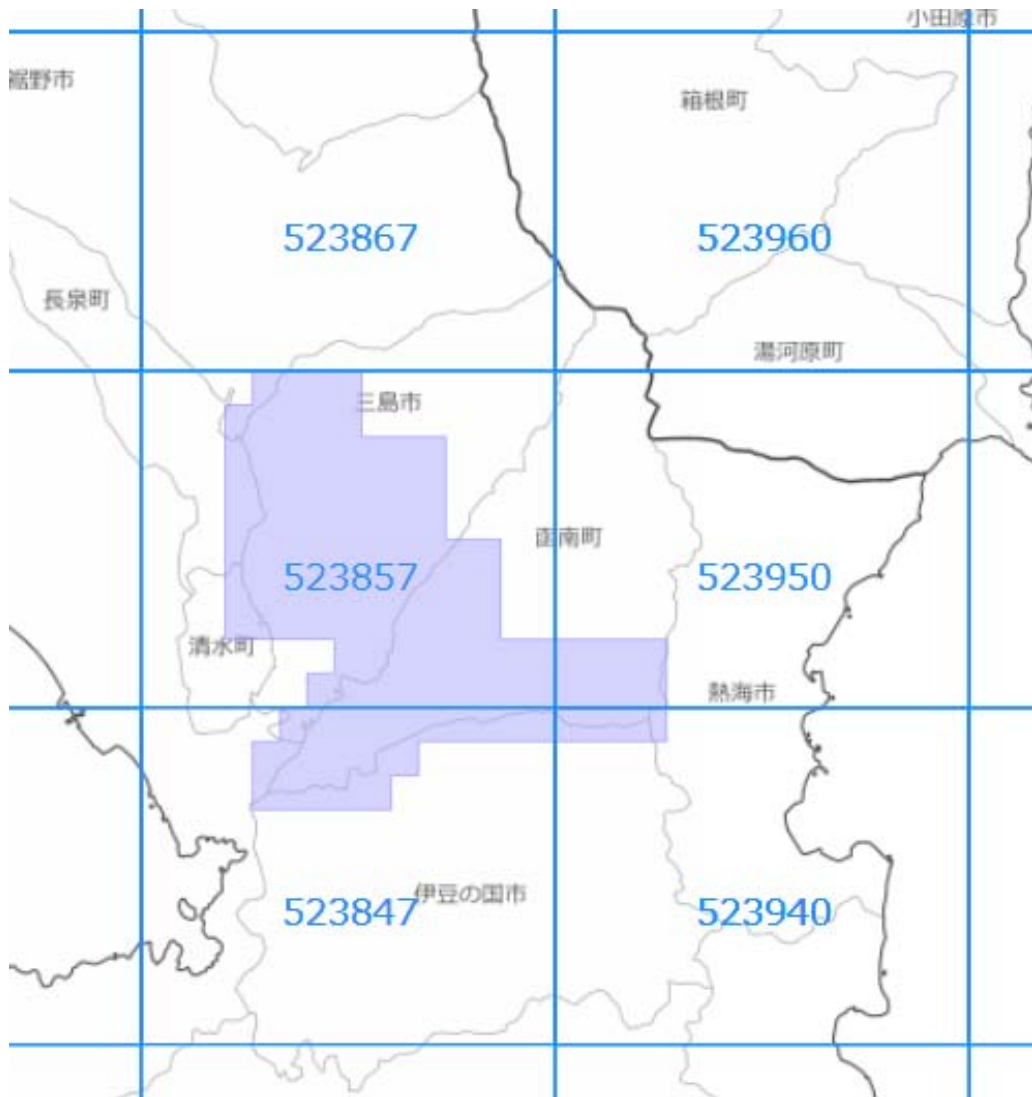 小田原市
裾野市
箱根町
523867
523960
長泉町
湯河原町
三島市
函南町
523857
523950
清水町
熱海市
伊豆の国市
523847
523940